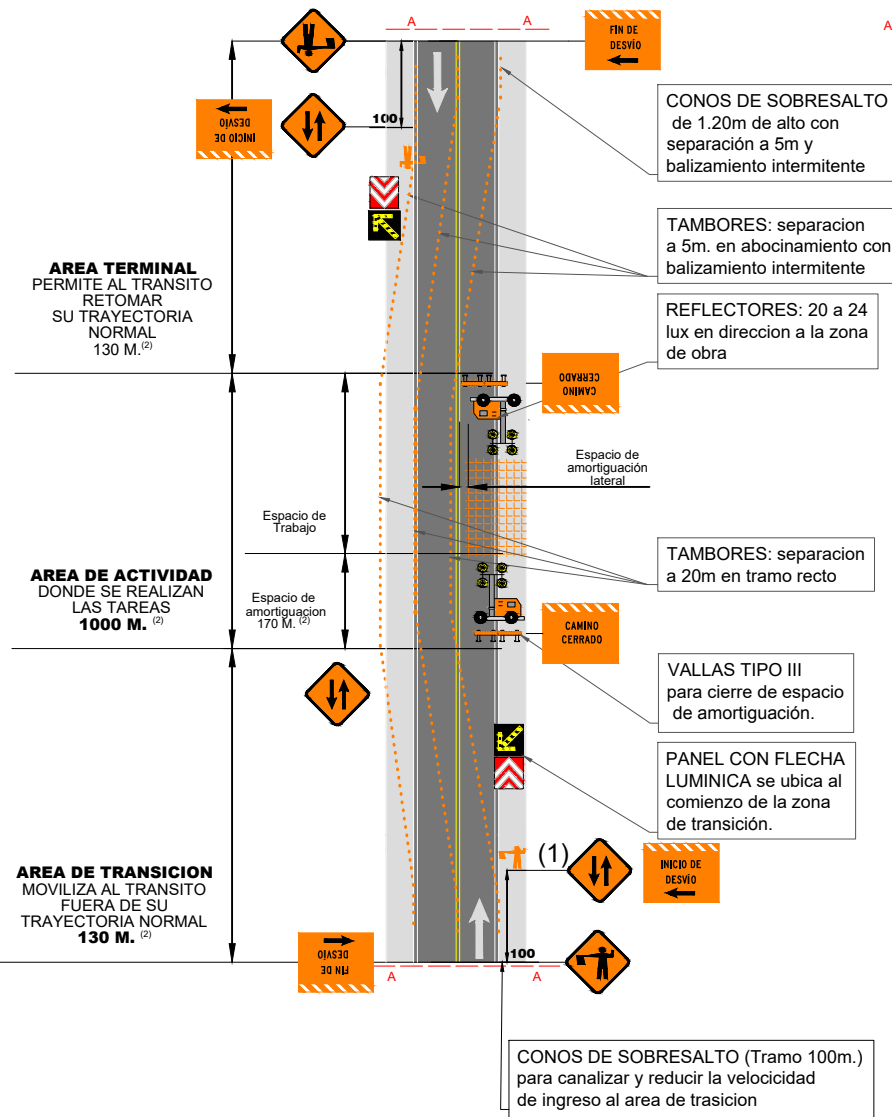 A
A
A
FIN DE
DESVÍO
100
INICIO DE
DESVÍO
CONOS DE SOBRESALTO
de 1.20m de alto con
separación a 5m y
balizamiento intermitente
TAMBORES: separacion
a 5m. en abocinamiento con
balizamiento intermitente
AREA TERMINAL
PERMITE AL TRANSITO
RETOMAR
SU TRAYECTORIA
NORMAL
130 M. (2)
REFLECTORES: 20 a 24
lux en direccion a la zona
de obra
CAMINO
CERRADO
Espacio de
amortiguación
lateral
Espacio de
Trabajo
TAMBORES: separacion
a 20m en tramo recto
AREA DE ACTIVIDAD
DONDE SE REALIZAN
LAS TAREAS
1000 M. (2)
Espacio de
amortiguacion
170 M. (2)
CAMINO
CERRADO
VALLAS TIPO III
para cierre de espacio
de amortiguación.
PANEL CON FLECHA
LUMINICA se ubica al
comienzo de la zona
de transición.
(1)
INICIO DE
DESVÍO
AREA DE TRANSICION
MOVILIZA AL TRANSITO
FUERA DE SU
TRAYECTORIA NORMAL
130 M. (2)
FIN DE
DESVÍO
100
A
A
CONOS DE SOBRESALTO (Tramo 100m.)
para canalizar y reducir la velocicidad
de ingreso al area de trasicion